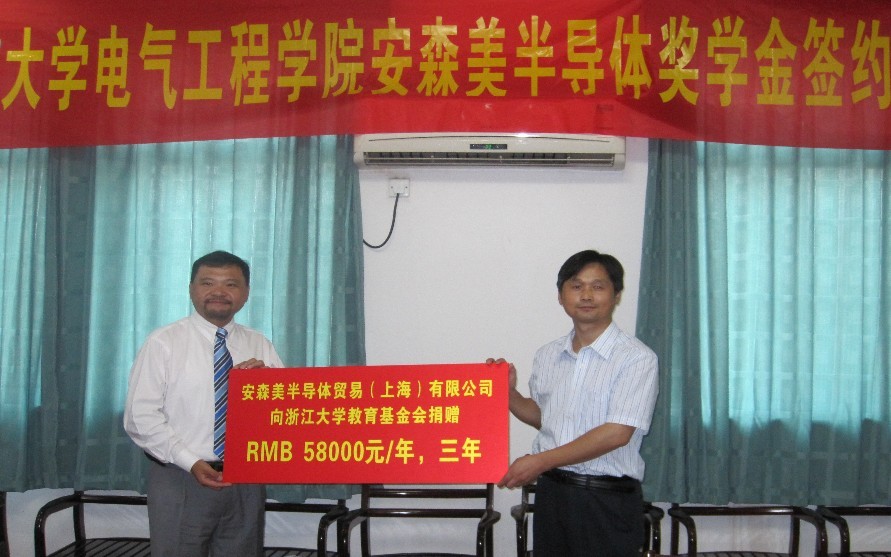 大学电气工程学院安森美半导体奖学金签约
安森美半导体贸易（上海）有限公司
向浙江大学教育基金会捐赠
RMB 58000元/年，三年